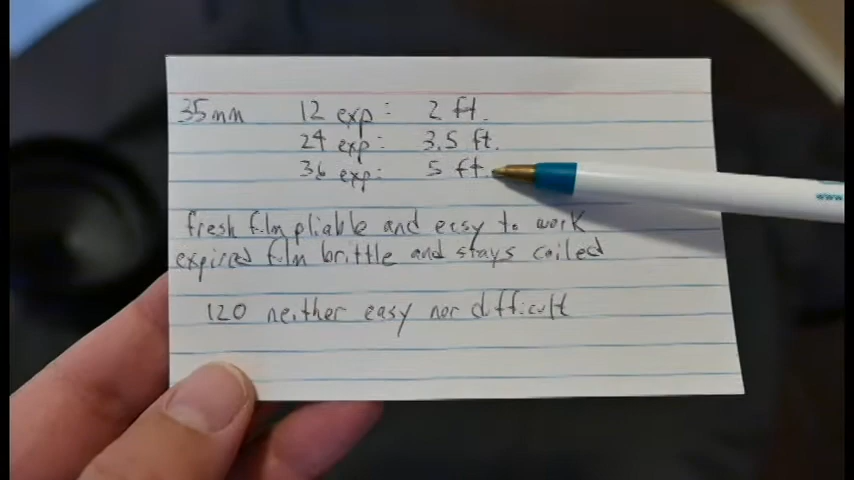 35mm 12 exp: 2 ft.
24 exp: 3.5 ft.
36 exp: 5 ft.
fresh film pliable and easy to work
expired film brittle and stays coiled
120 neither easy nor difficult